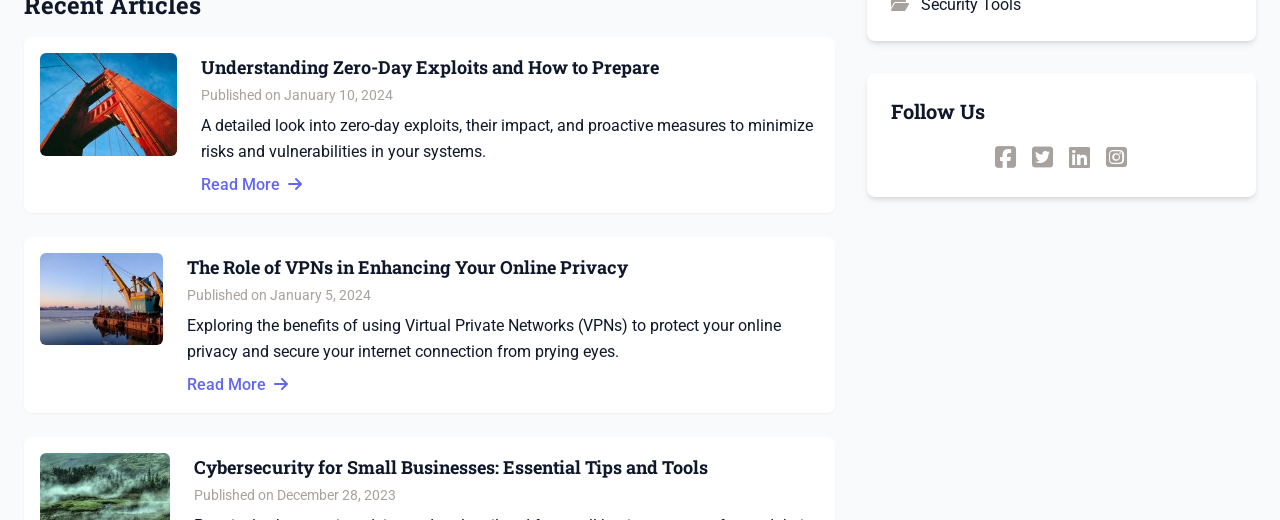 Recent Articles
Understanding Zero-Day Exploits and How to Prepare
Published on January 10, 2024
A detailed look into zero-day exploits, their impact, and proactive measures to minimize
risks and vulnerabilities in your systems.
Read More
The Role of VPNs in Enhancing Your Online Privacy
Published on January 5, 2024
Exploring the benefits of using Virtual Private Networks (VPNs) to protect your online
privacy and secure your internet connection from prying eyes.
Read More
Cybersecurity for Small Businesses: Essential Tips and Tools
Published on December 28, 2023
Security Tools
Follow Us